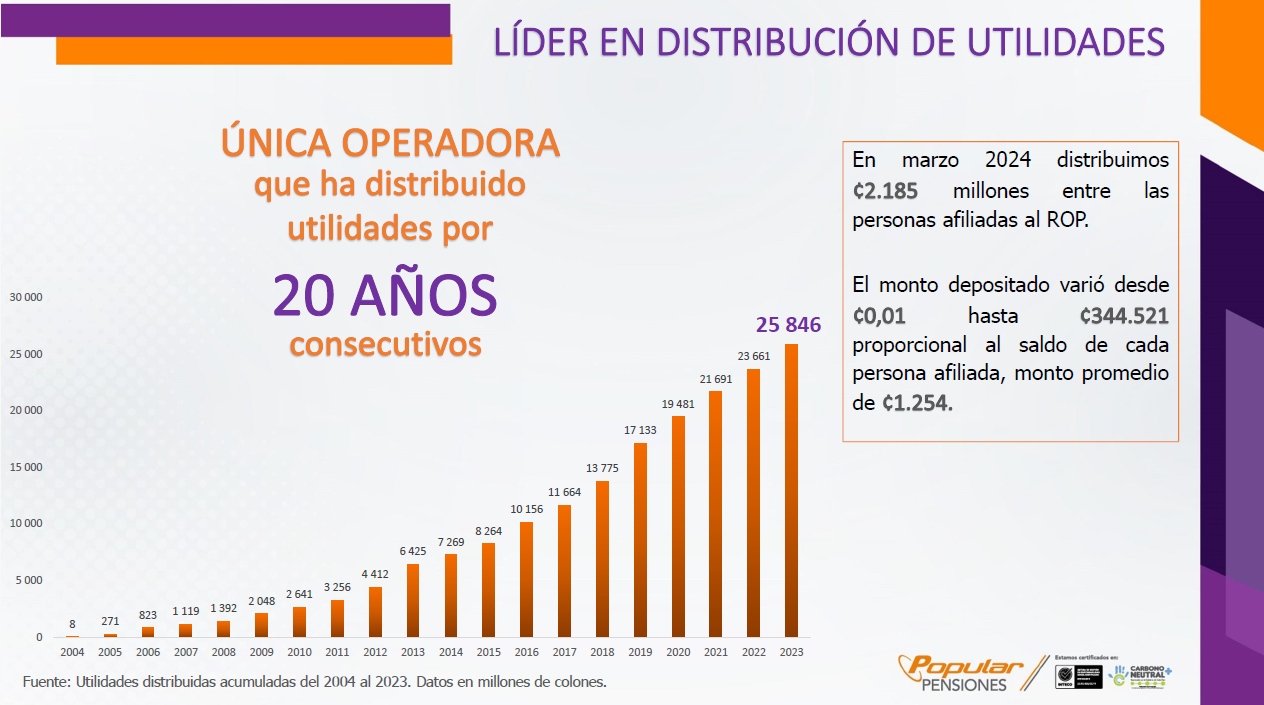 LÍDER EN DISTRIBUCIÓN DE UTILIDADES
ÚNICA OPERADORA
que ha distribuido
utilidades por
20 AÑOS
consecutivos
En marzo 2024 distribuimos
₡2.185 millones entre las
personas afiliadas al ROP.
El monto depositado varió desde
₡0,01 hasta ₡344.521
proporcional al saldo de cada
persona afiliada, monto promedio
de ₡1.254.
30 000
25 000
20 000
15 000
10 000
5 000
0
8
271
823
1 119
1 392
2 048
2 641
3 256
4 412
6 425
7 269
8 264
10 156
11 664
13 775
17 133
19 481
21 691
23 661
25 846
2004 2005 2006 2007 2008 2009 2010 2011 2012 2013 2014 2015 2016 2017 2018 2019 2020 2021 2022 2023
Fuente: Utilidades distribuidas acumuladas del 2004 al 2023. Datos en millones de colones.
Popular
PENSIONES
Estamos certificados en:
INTECO
CARBONO
NEUTRAL+